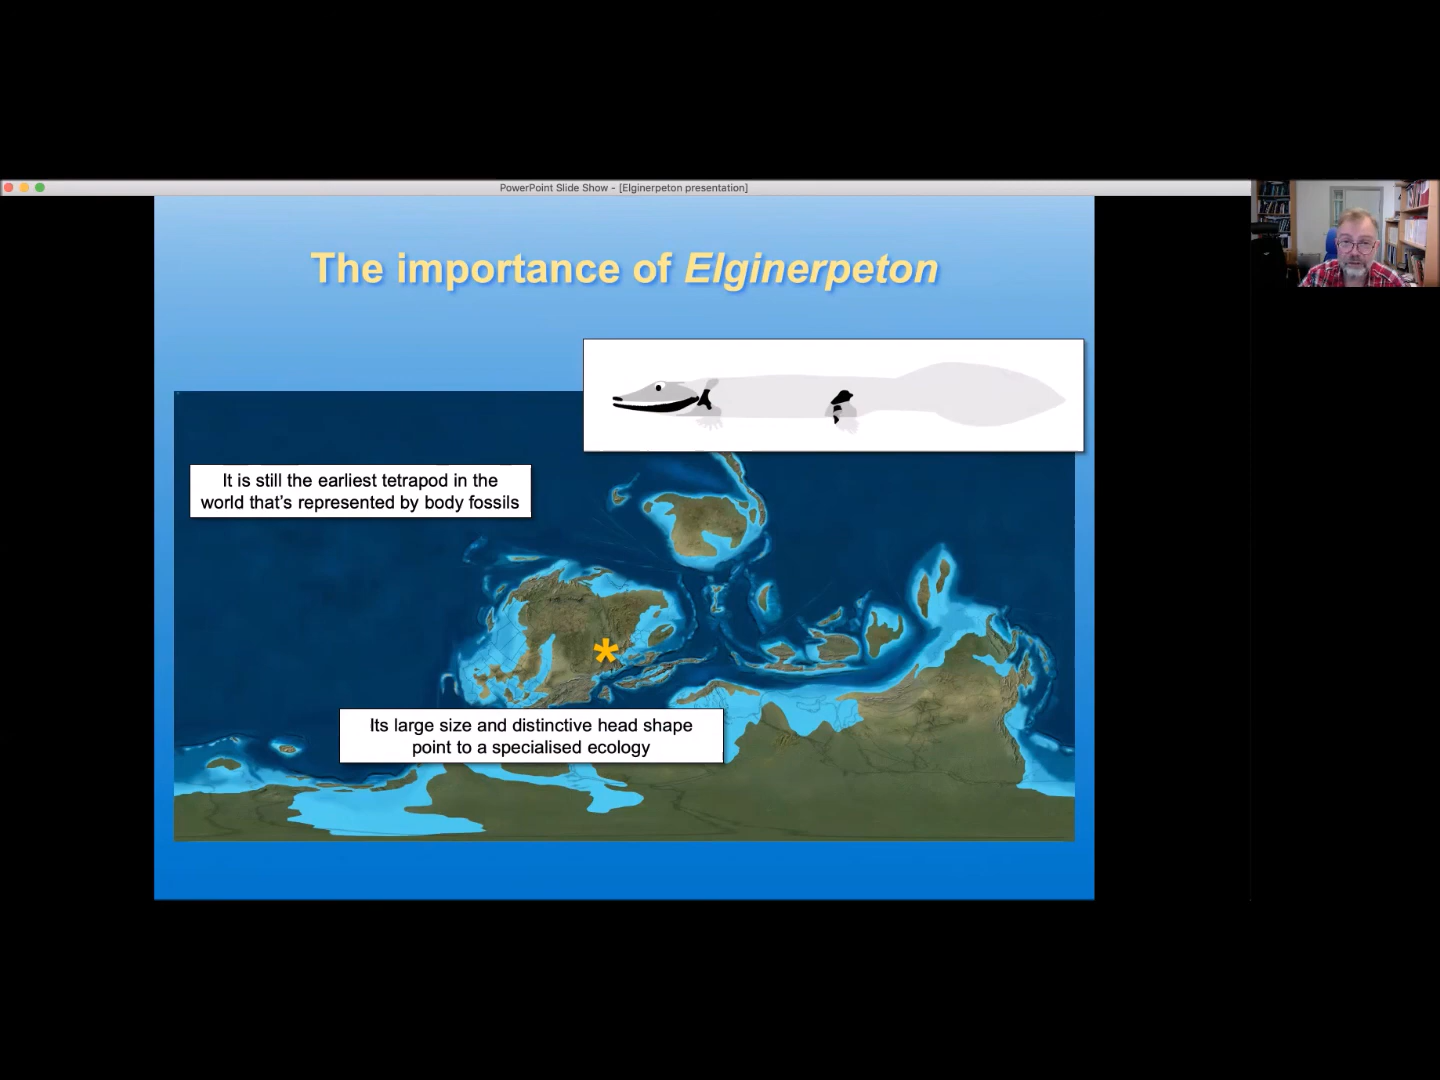 PowerPoint Slide Show - [Elginerpeton presentation]
The importance of Elginerpeton
It is still the earliest tetrapod in the
world that's represented by body fossils
*
Its large size and distinctive head shape
point to a specialised ecology